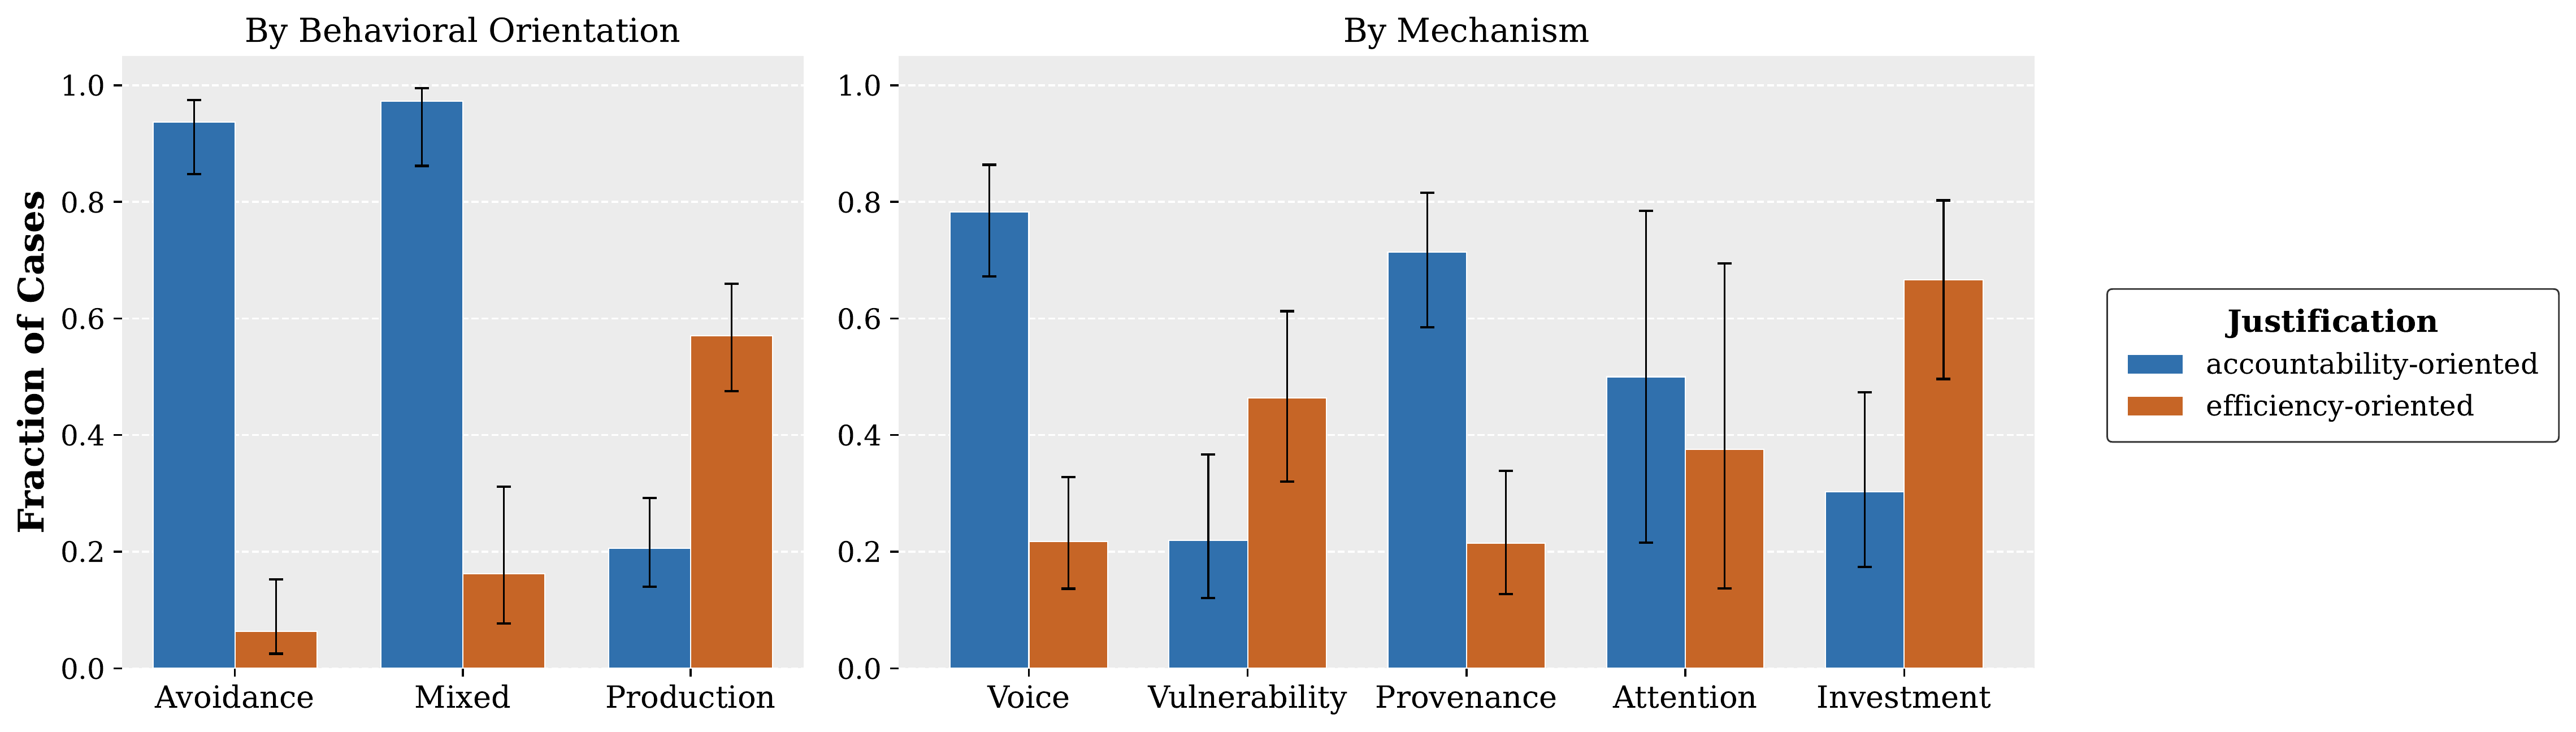 By Behavioral Orientation
Fraction of Cases
1.0
0.8
0.6
0.4
0.2
0.0
Avoidance Mixed Production
By Mechanism
1.0
0.8
0.6
0.4
0.2
0.0
Voice Vulnerability Provenance Attention Investment
Justification
accountability-oriented
efficiency-oriented